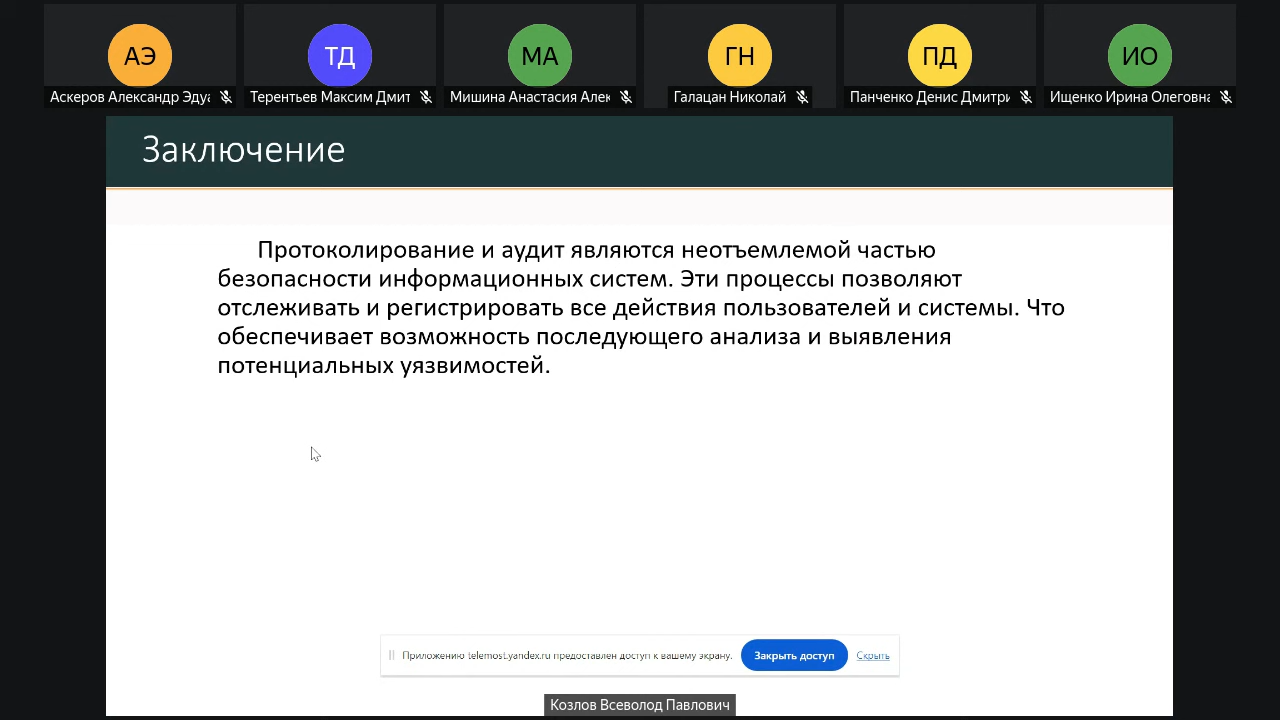 АЭ
ТД
МА
ГН
ПД
ИО
Аскеров Александр Эдуа
Терентьев Максим Дмит
Мишина Анастасия Алек
Галацан Николай
Панченко Денис Дмитри
Ищенко Ирина Олеговна
Заключение
Протоколирование и аудит являются неотъемлемой частью
безопасности информационных систем. Эти процессы позволяют
отслеживать и регистрировать все действия пользователей и системы. Что
обеспечивает возможность последующего анализа и выявления
потенциальных уязвимостей.
Приложению telemost.yandex.ru предоставлен доступ к вашему экрану.
Закрыть доступ
Скрыть
Козлов Всеволод Павлович